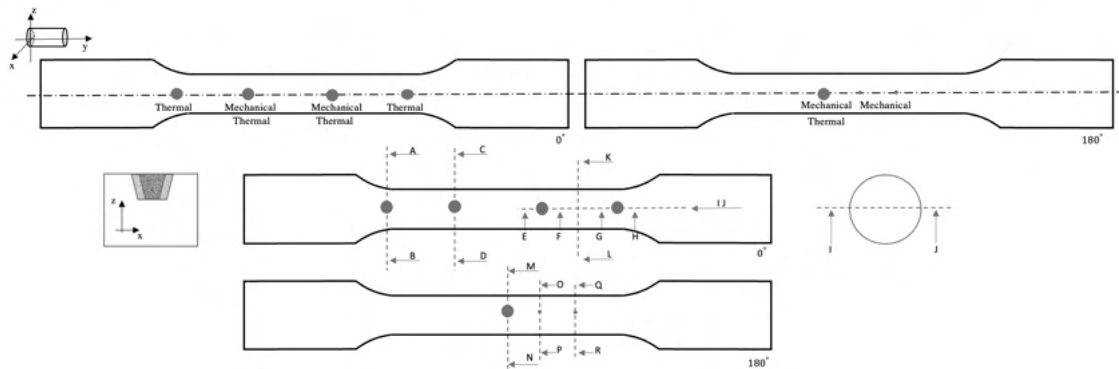 z
y
x
Thermal Mechanical Mechanical Thermal
Thermal Thermal
0°
Mechanical Mechanical
Thermal
180°
A C K
I J
E F G H
B D L
0°
z
x
I J
M O Q
N P R
180°